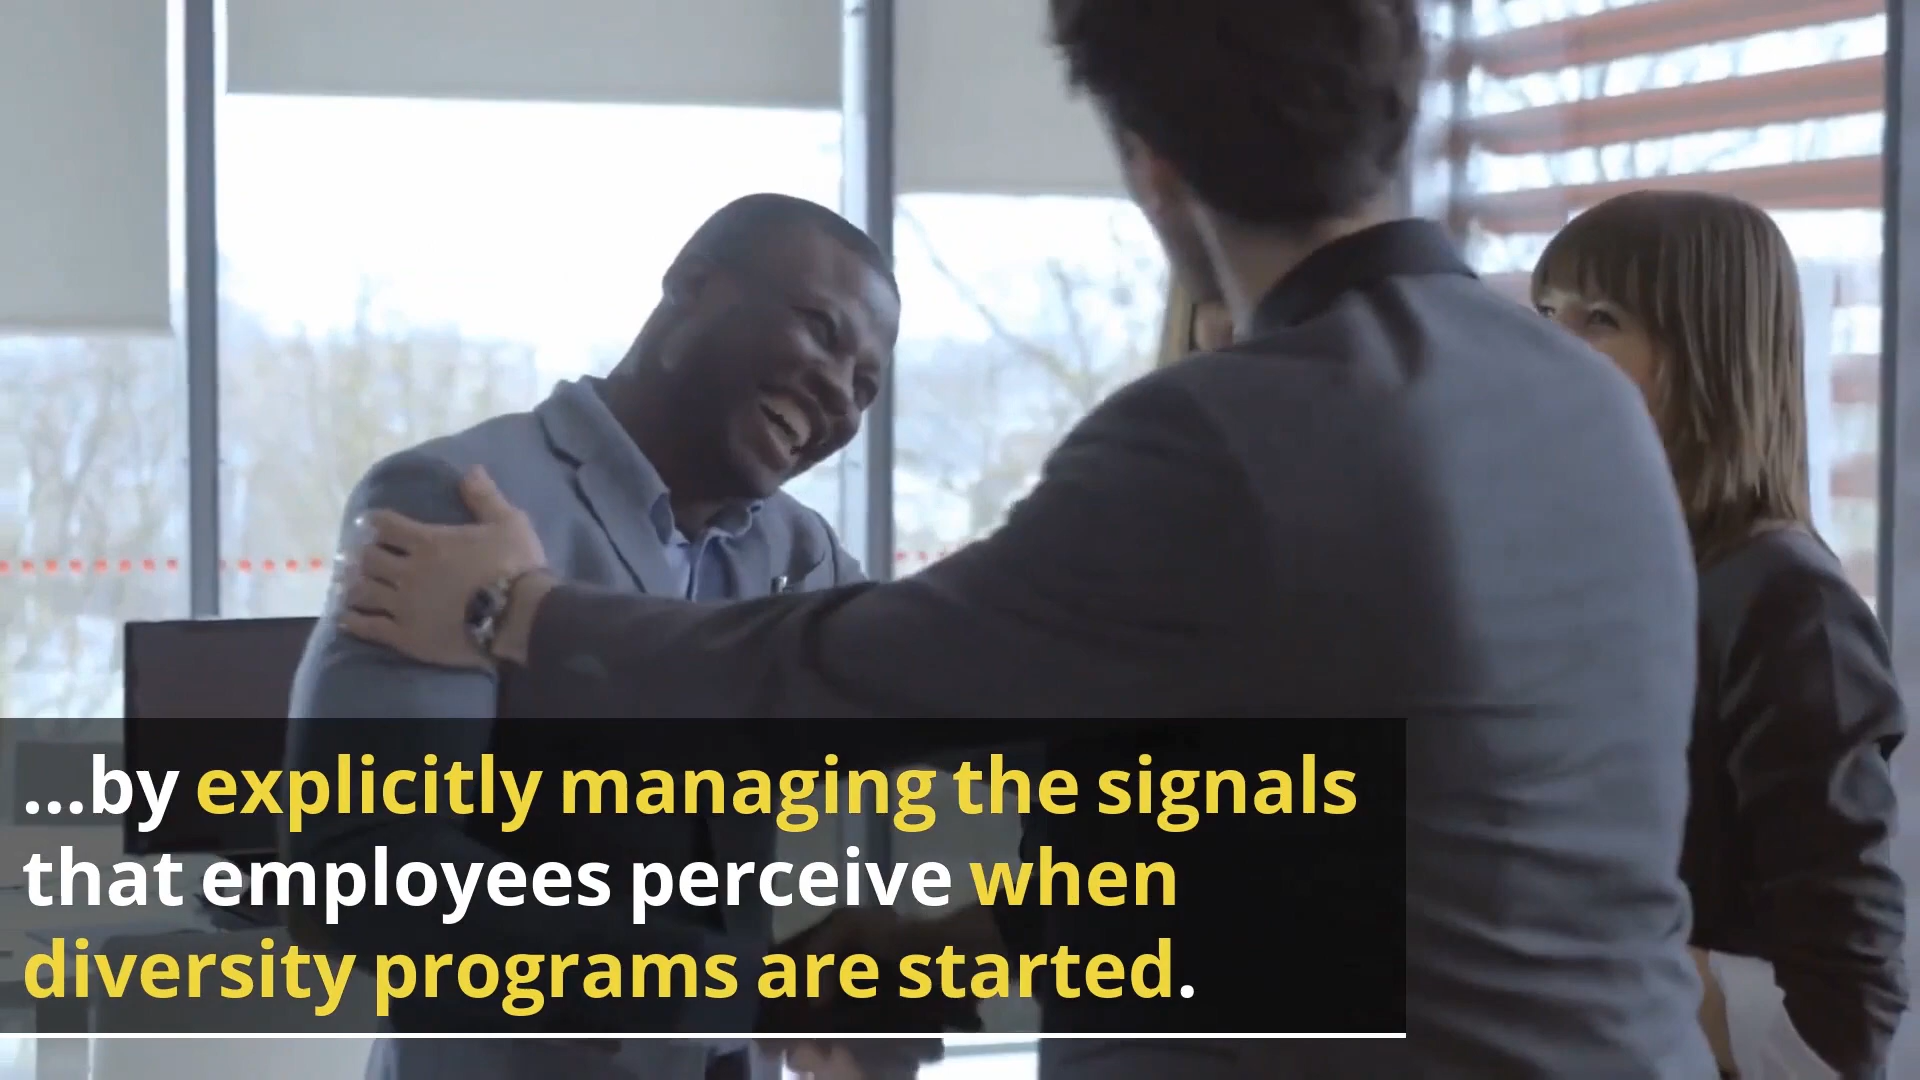 ...by explicitly managing the signals
that employees perceive when
diversity programs are started.